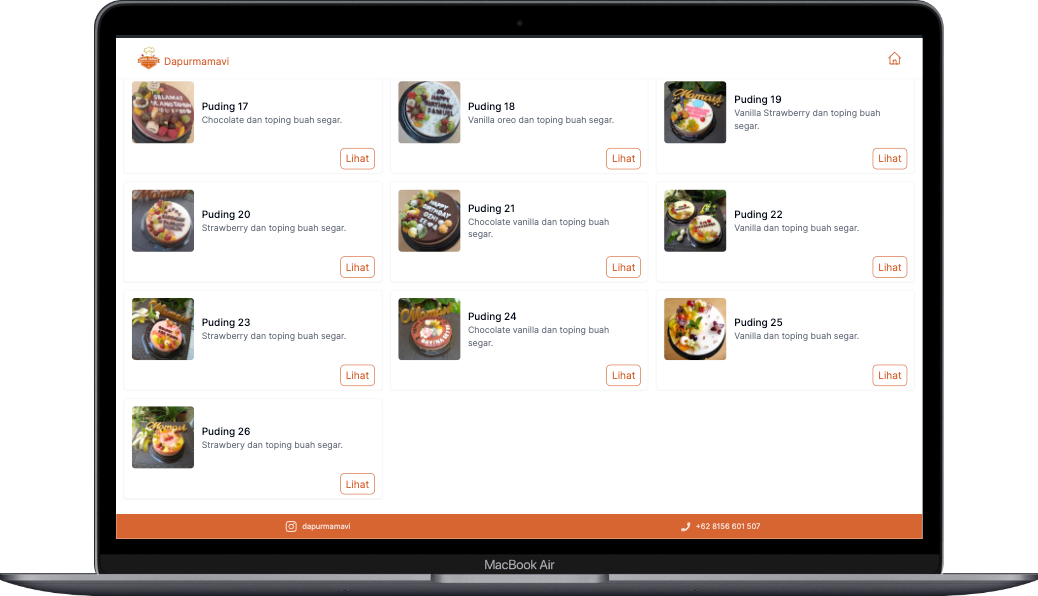 Dapurmamavi
Puding 17
Chocolate dan toping buah segar.
Lihat
Puding 18
Vanilla oreo dan toping buah segar.
Lihat
Puding 19
Vanilla Strawberry dan toping buah
segar.
Lihat
Puding 20
Strawberry dan toping buah segar.
Lihat
Puding 21
Chocolate vanilla dan toping buah
segar.
Lihat
Puding 22
Vanilla dan toping buah segar.
Lihat
Puding 23
Strawberry dan toping buah segar.
Lihat
Puding 24
Chocolate vanilla dan toping buah
segar.
Lihat
Puding 25
Vanilla dan toping buah segar.
Lihat
Puding 26
Strawbery dan toping buah segar.
Lihat
dapurmamavi
+62 8156 601 507
MacBook Air